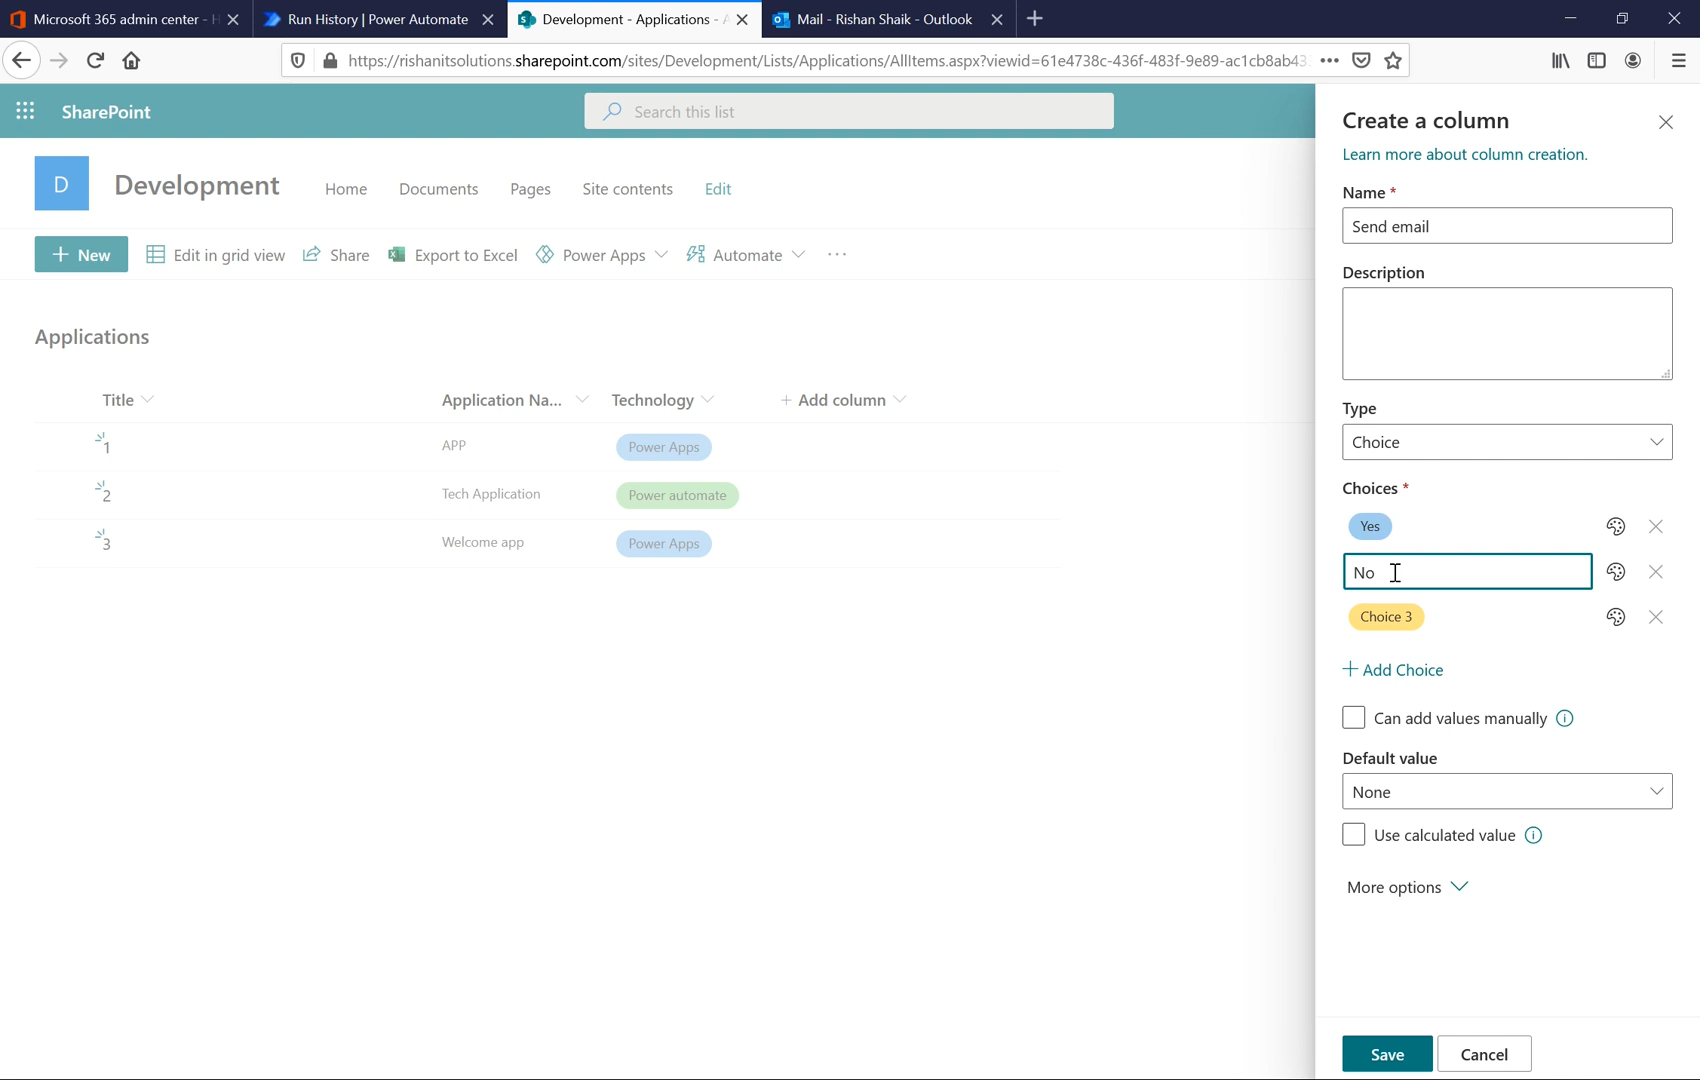 Microsoft 365 admin center - H
Run History | Power Automate
Development - Applications - A
Mail - Rishan Shaik - Outlook
https://rishanitsolutions.sharepoint.com/sites/Development/Lists/Applications/AllItems.aspx?viewid=61e4738c-436f-483f-9e89-ac1cb8ab43
SharePoint
Search this list
D
Development
Home
Documents
Pages
Site contents
Edit
+ New
Edit in grid view
Share
Export to Excel
Power Apps
Automate
...
Applications
Title
Application Na...
Technology
+ Add column
1
APP
Power Apps
2
Tech Application
Power automate
3
Welcome app
Power Apps
Create a column
Learn more about column creation.
Name *
Send email
Description
Type
Choice
Choices *
Yes
No
Choice 3
+ Add Choice
Can add values manually
Default value
None
Use calculated value
More options
Save
Cancel